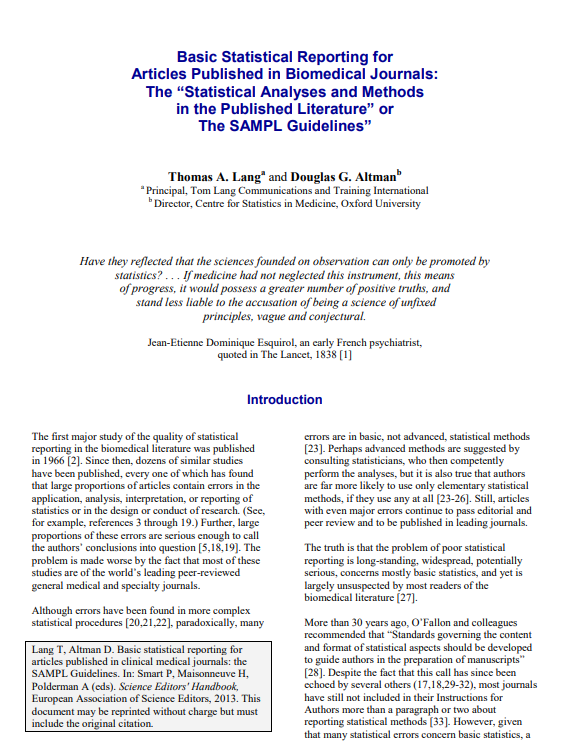 Basic Statistical Reporting for
Articles Published in Biomedical Journals:
The “Statistical Analyses and Methods
in the Published Literature” or
The SAMPL Guidelines”
Thomas A. Langa and Douglas G. Altmanb
a Principal, Tom Lang Communications and Training International
b Director, Centre for Statistics in Medicine, Oxford University
Have they reflected that the sciences founded on observation can only be promoted by
statistics? . . . If medicine had not neglected this instrument, this means
of progress, it would possess a greater number of positive truths, and
stand less liable to the accusation of being a science of unfixed
principles, vague and conjectural.
Jean-Etienne Dominique Esquirol, an early French psychiatrist,
quoted in The Lancet, 1838 [1]
Introduction
The first major study of the quality of statistical
reporting in the biomedical literature was published
in 1966 [2]. Since then, dozens of similar studies
have been published, every one of which has found
that large proportions of articles contain errors in the
application, analysis, interpretation, or reporting of
statistics or in the design or conduct of research. (See,
for example, references 3 through 19.) Further, large
proportions of these errors are serious enough to call
the authors’ conclusions into question [5,18,19]. The
problem is made worse by the fact that most of these
studies are of the world’s leading peer-reviewed
general medical and specialty journals.
Although errors have been found in more complex
statistical procedures [20,21,22], paradoxically, many
Lang T, Altman D. Basic statistical reporting for
articles published in clinical medical journals: the
SAMPL Guidelines. In: Smart P, Maisonneuve H,
Polderman A (eds). Science Editors' Handbook,
European Association of Science Editors, 2013. This
document may be reprinted without charge but must
include the original citation.
errors are in basic, not advanced, statistical methods
[23]. Perhaps advanced methods are suggested by
consulting statisticians, who then competently
perform the analyses, but it is also true that authors
are far more likely to use only elementary statistical
methods, if they use any at all [23-26]. Still, articles
with even major errors continue to pass editorial and
peer review and to be published in leading journals.
The truth is that the problem of poor statistical
reporting is long-standing, widespread, potentially
serious, concerns mostly basic statistics, and yet is
largely unsuspected by most readers of the
biomedical literature [27].
More than 30 years ago, O’Fallon and colleagues
recommended that “Standards governing the content
and format of statistical aspects should be developed
to guide authors in the preparation of manuscripts”
[28]. Despite the fact that this call has since been
echoed by several others (17,18,29-32), most journals
have still not included in their Instructions for
Authors more than a paragraph or two about
reporting statistical methods [33]. However, given
that many statistical errors concern basic statistics, a